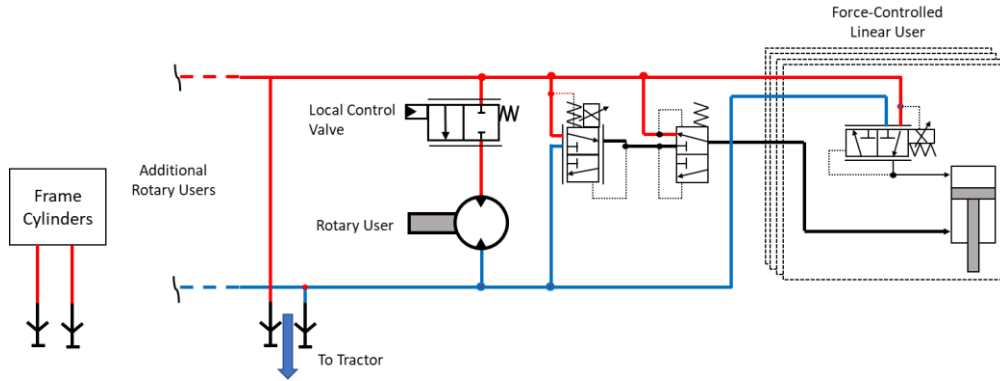 Force-Controlled
Linear User
Local Control
Valve
Additional
Rotary Users
Frame
Cylinders
Rotary User
To Tractor